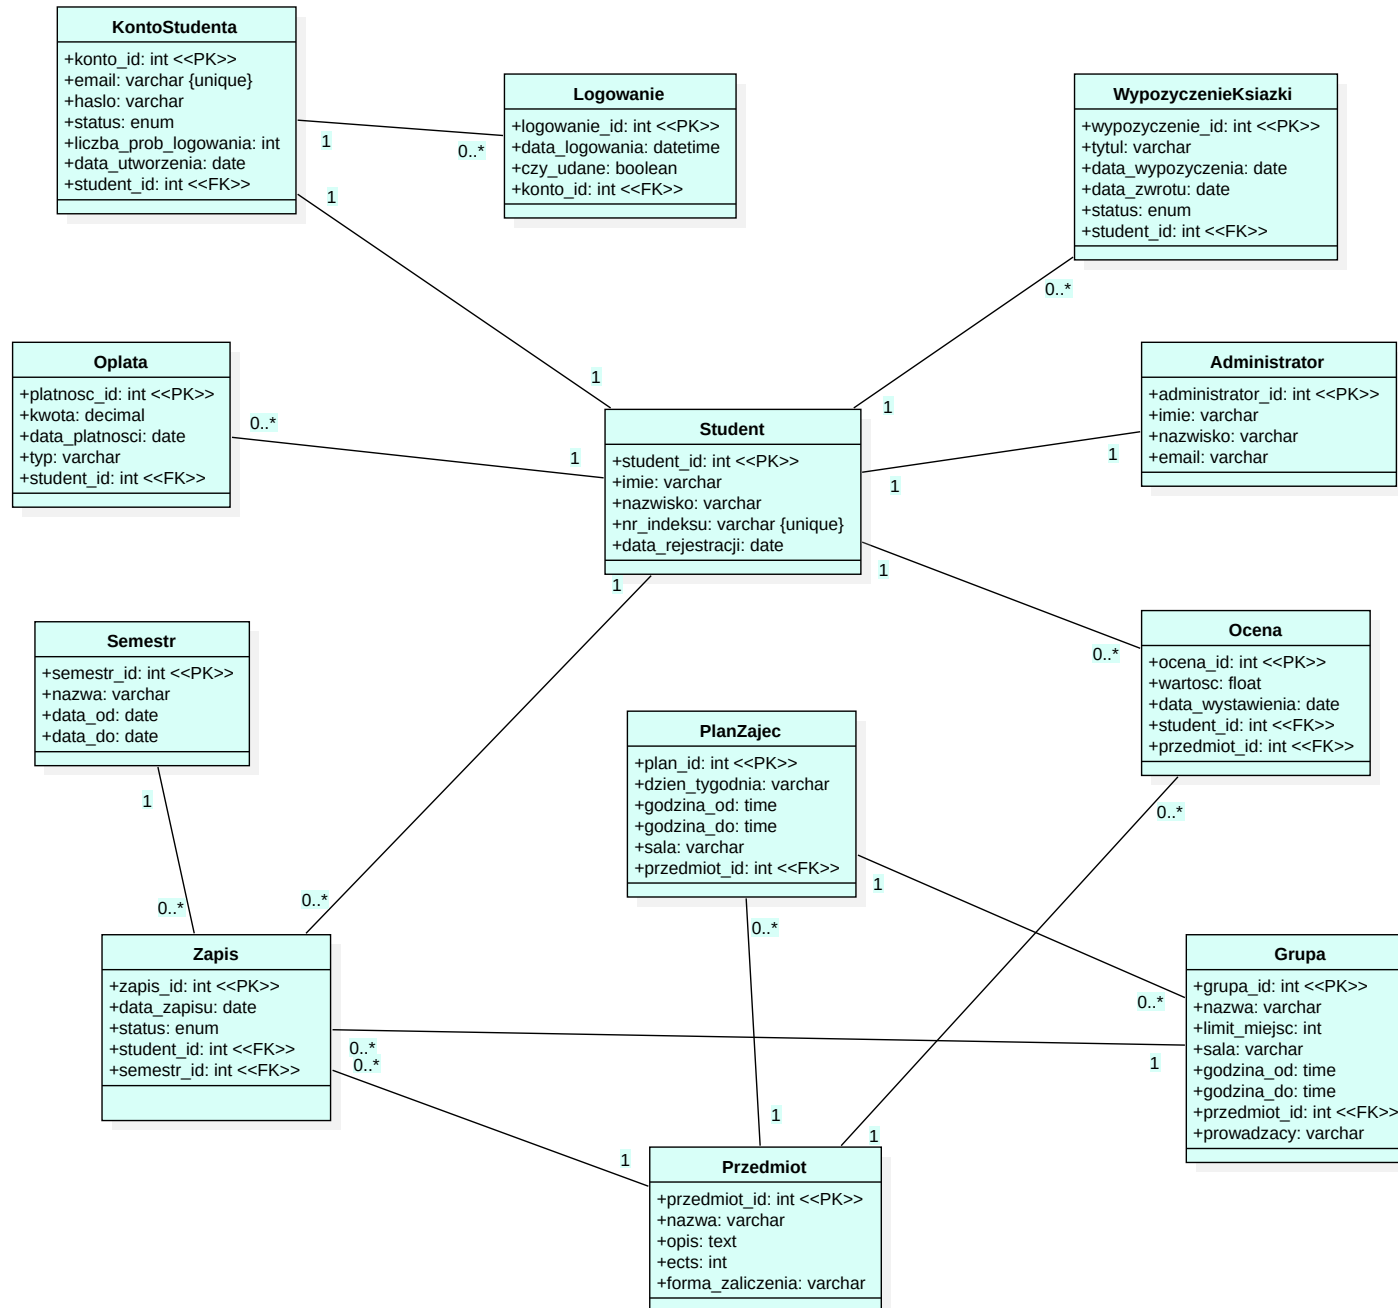 KontoStudenta
+konto_id: int <<PK>>
+email: varchar {unique}
+haslo: varchar
+status: enum
+liczba_prob_logowania: int
+data_utworzenia: date
+student_id: int <<FK>>
1
0..*
1
1
Logowanie
+logowanie_id: int <<PK>>
+data_logowania: datetime
+czy_udane: boolean
+konto_id: int <<FK>>
WypozyczenieKsiazki
+wypozyczenie_id: int <<PK>>
+tytul: varchar
+data_wypozyczenia: date
+data_zwrotu: date
+status: enum
+student_id: int <<FK>>
0..*
1
Oplata
+platnosc_id: int <<PK>>
+kwota: decimal
+data_platnosci: date
+typ: varchar
+student_id: int <<FK>>
0..*
1
Student
+student_id: int <<PK>>
+imie: varchar
+nazwisko: varchar
+nr_indeksu: varchar {unique}
+data_rejestracji: date
Administrator
+administrator_id: int <<PK>>
+imie: varchar
+nazwisko: varchar
+email: varchar
1
1
1
0..*
1
0..*
Semestr
+semestr_id: int <<PK>>
+nazwa: varchar
+data_od: date
+data_do: date
1
0..*
PlanZajec
+plan_id: int <<PK>>
+dzien_tygodnia: varchar
+godzina_od: time
+godzina_do: time
+sala: varchar
+przedmiot_id: int <<FK>>
Ocena
+ocena_id: int <<PK>>
+wartosc: float
+data_wystawienia: date
+student_id: int <<FK>>
+przedmiot_id: int <<FK>>
0..*
1
0..*
1
0..*
1
Zapis
+zapis_id: int <<PK>>
+data_zapisu: date
+status: enum
+student_id: int <<FK>>
+semestr_id: int <<FK>>
0..*
1
0..*
1
Grupa
+grupa_id: int <<PK>>
+nazwa: varchar
+limit_miejsc: int
+sala: varchar
+godzina_od: time
+godzina_do: time
+przedmiot_id: int <<FK>>
+prowadzacy: varchar
Przedmiot
+przedmiot_id: int <<PK>>
+nazwa: varchar
+opis: text
+ects: int
+forma_zaliczenia: varchar